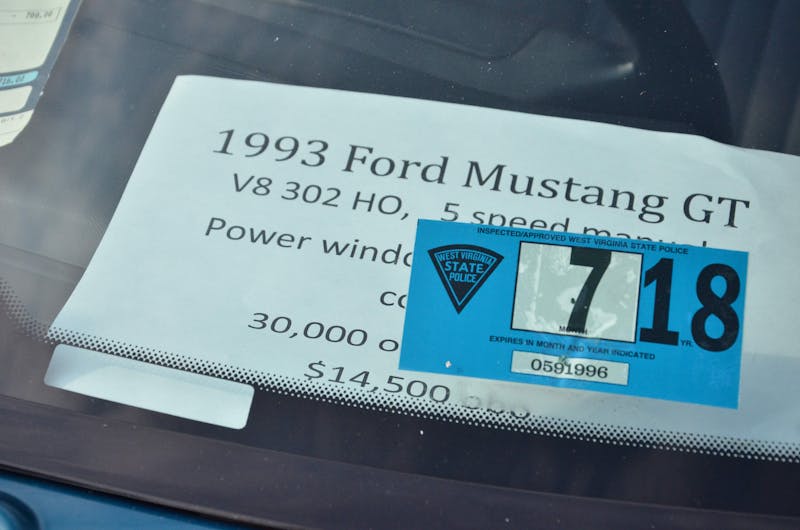 700.00
1993 Ford Mustang GT
V8 302 HO, 5 speed manual
Power windo
co
30,000 o
$14,500
INSPECTED/APPROVED WEST VIRGINIA STATE POLICE
WEST VIRGINIA
STATE
POLICE
7
MONTH
18
YR.
EXPIRES IN MONTH AND YEAR INDICATED
0591996